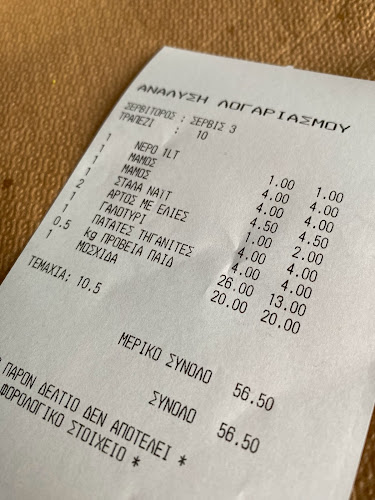 ΑΝΑΛΥΣΗ ΛΟΓΑΡΙΑΣΜΟΥ
ΣΕΡΒΙΤΟΡΟΣ : ΣΕΡΒΙΣ 3
ΤΡΑΠΕΖΙ : 10
1 ΝΕΡΟ 1LT 1.00 1.00
1 ΜΑΜΟΣ 4.00 4.00
1 ΜΑΜΟΣ 4.00 4.00
1 ΣΤΑΛΑ ΝΑΪΤ 4.50 4.50
2 ΑΡΤΟΣ ΜΕ ΕΛΙΕΣ 1.00 2.00
1 ΓΑΛΟΤΥΡΙ 4.00 4.00
1 ΠΑΤΑΤΕΣ ΤΗΓΑΝΙΤΕΣ 4.00 4.00
0.5 kg ΠΡΟΒΕΙΑ ΠΑΙΔ 26.00 13.00
1 ΜΟΣΧΙΔΑ 20.00 20.00
ΤΕΜΑΧΙΑ: 10.5
ΜΕΡΙΚΟ ΣΥΝΟΛΟ 56.50
ΣΥΝΟΛΟ 56.50
ΠΑΡΟΝ ΔΕΛΤΙΟ ΔΕΝ ΑΠΟΤΕΛΕΙ *
ΦΟΡΟΛΟΓΙΚΟ ΣΤΟΙΧΕΙΟ *